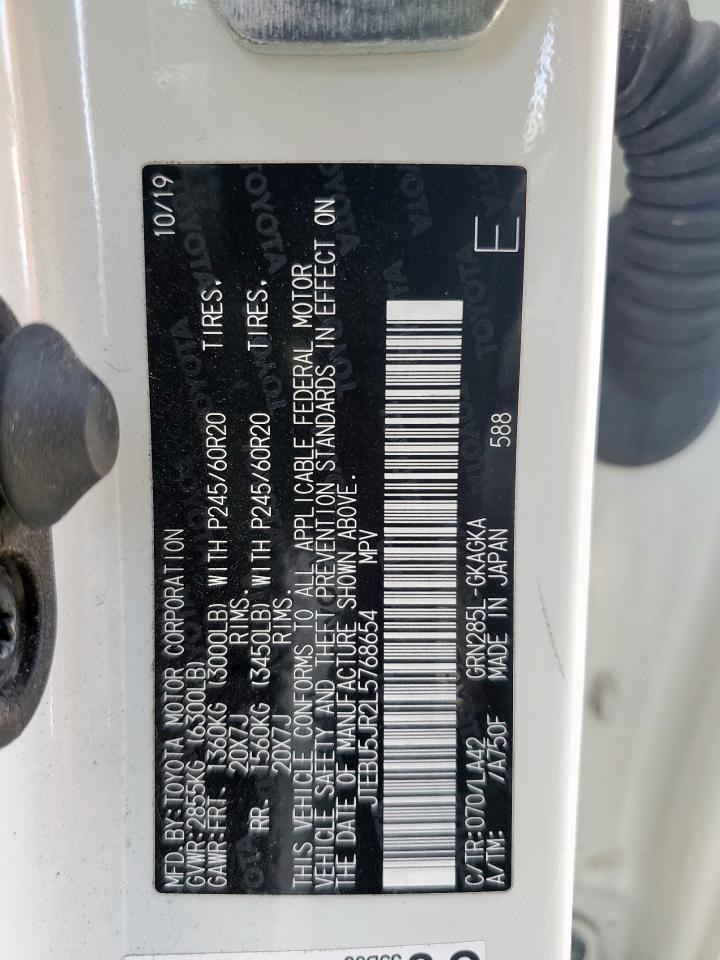 MFD.BY:TOYOTA MOTOR CORPORATION 10/19
GVWR:2855KG (6300LB)
GAWR:FRT- 1360KG (3000LB) WITH P245/60R20 TIRES,
20X7J RIMS.
RR. 1560KG (3450LB) WITH P245/60R20 TIRES,
20X7J RIMS.
THIS VEHICLE CONFORMS TO ALL APPLICABLE FEDERAL MOTOR
VEHICLE SAFETY AND THEFT PREVENTION STANDARDS IN EFFECT ON
THE DATE OF MANUFACTURE SHOWN ABOVE.
JTEBU5JR2L5768654 MPV
C/TR:070/LA42 GRN285L-GKAGKA
A/TM: /A750F MADE IN JAPAN 588 E